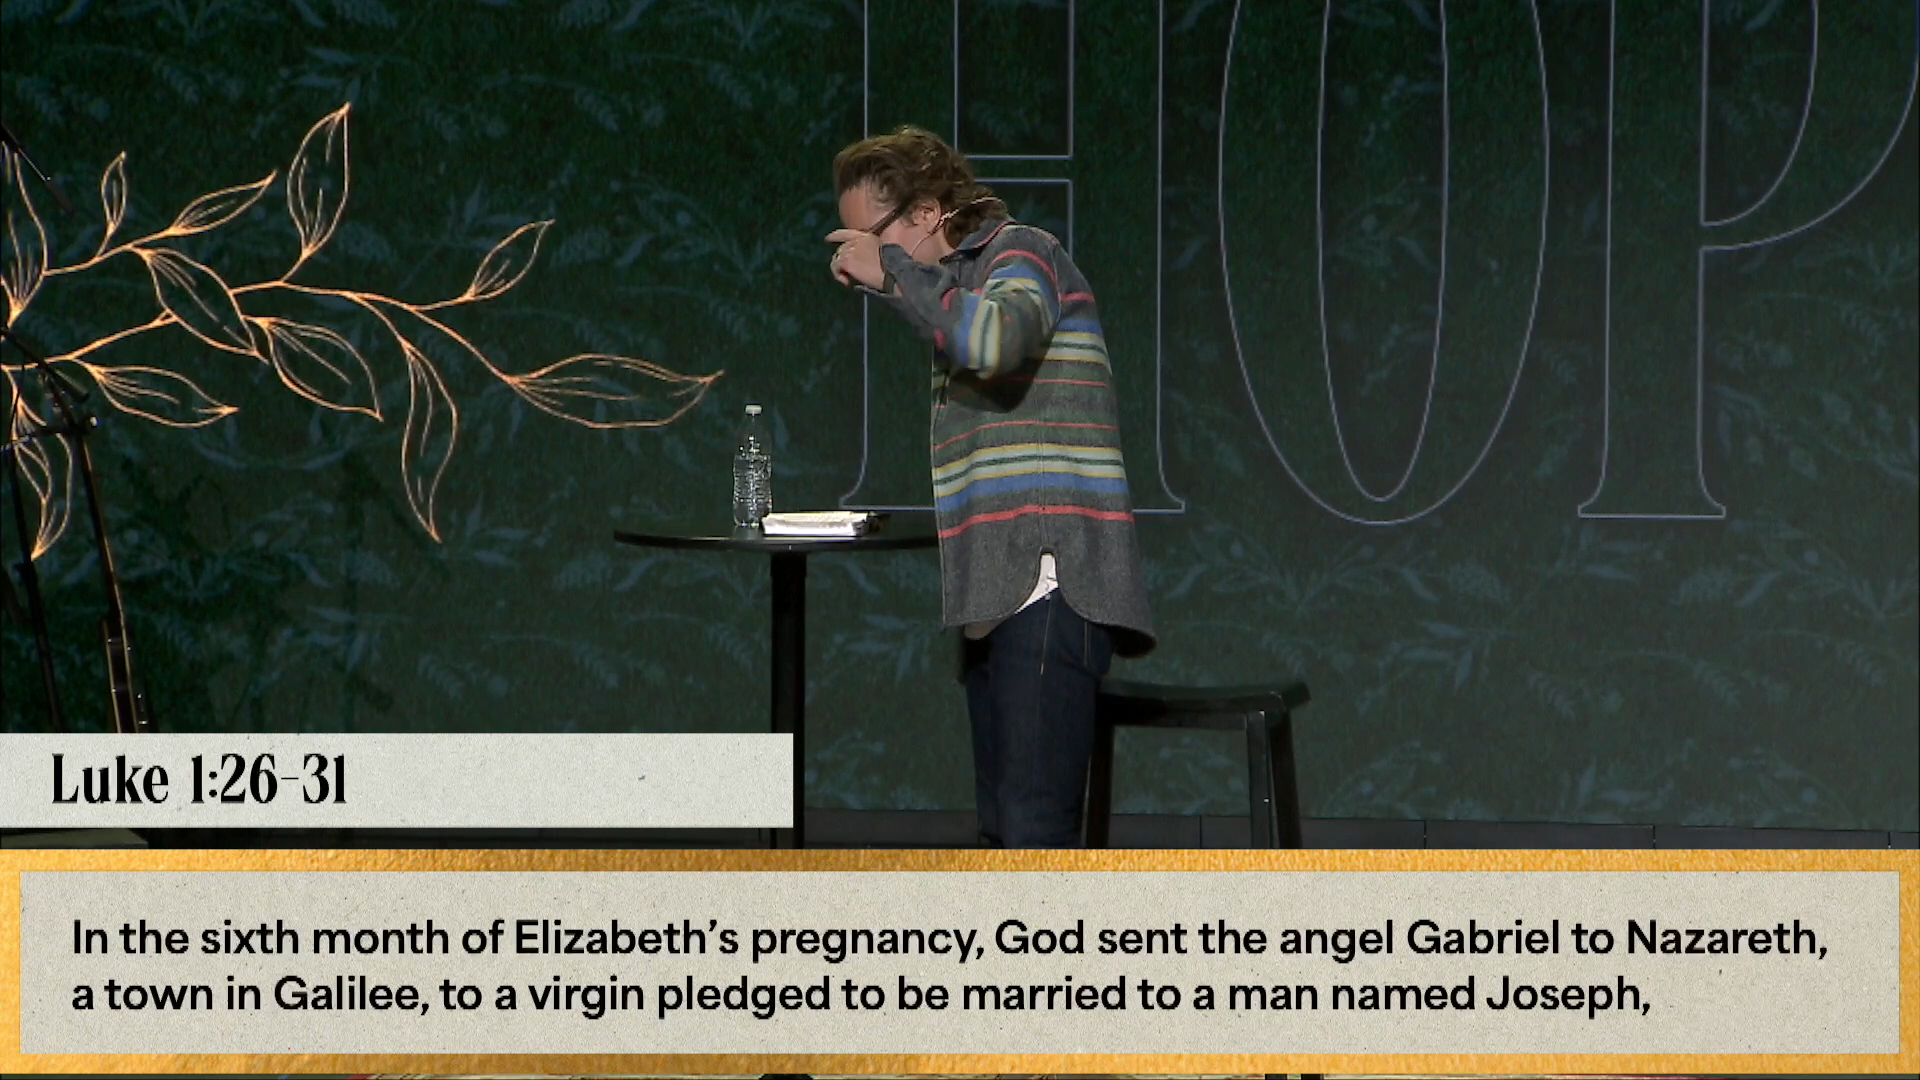 HOP
Luke 1:26-31
In the sixth month of Elizabeth's pregnancy, God sent the angel Gabriel to Nazareth,
a town in Galilee, to a virgin pledged to be married to a man named Joseph,